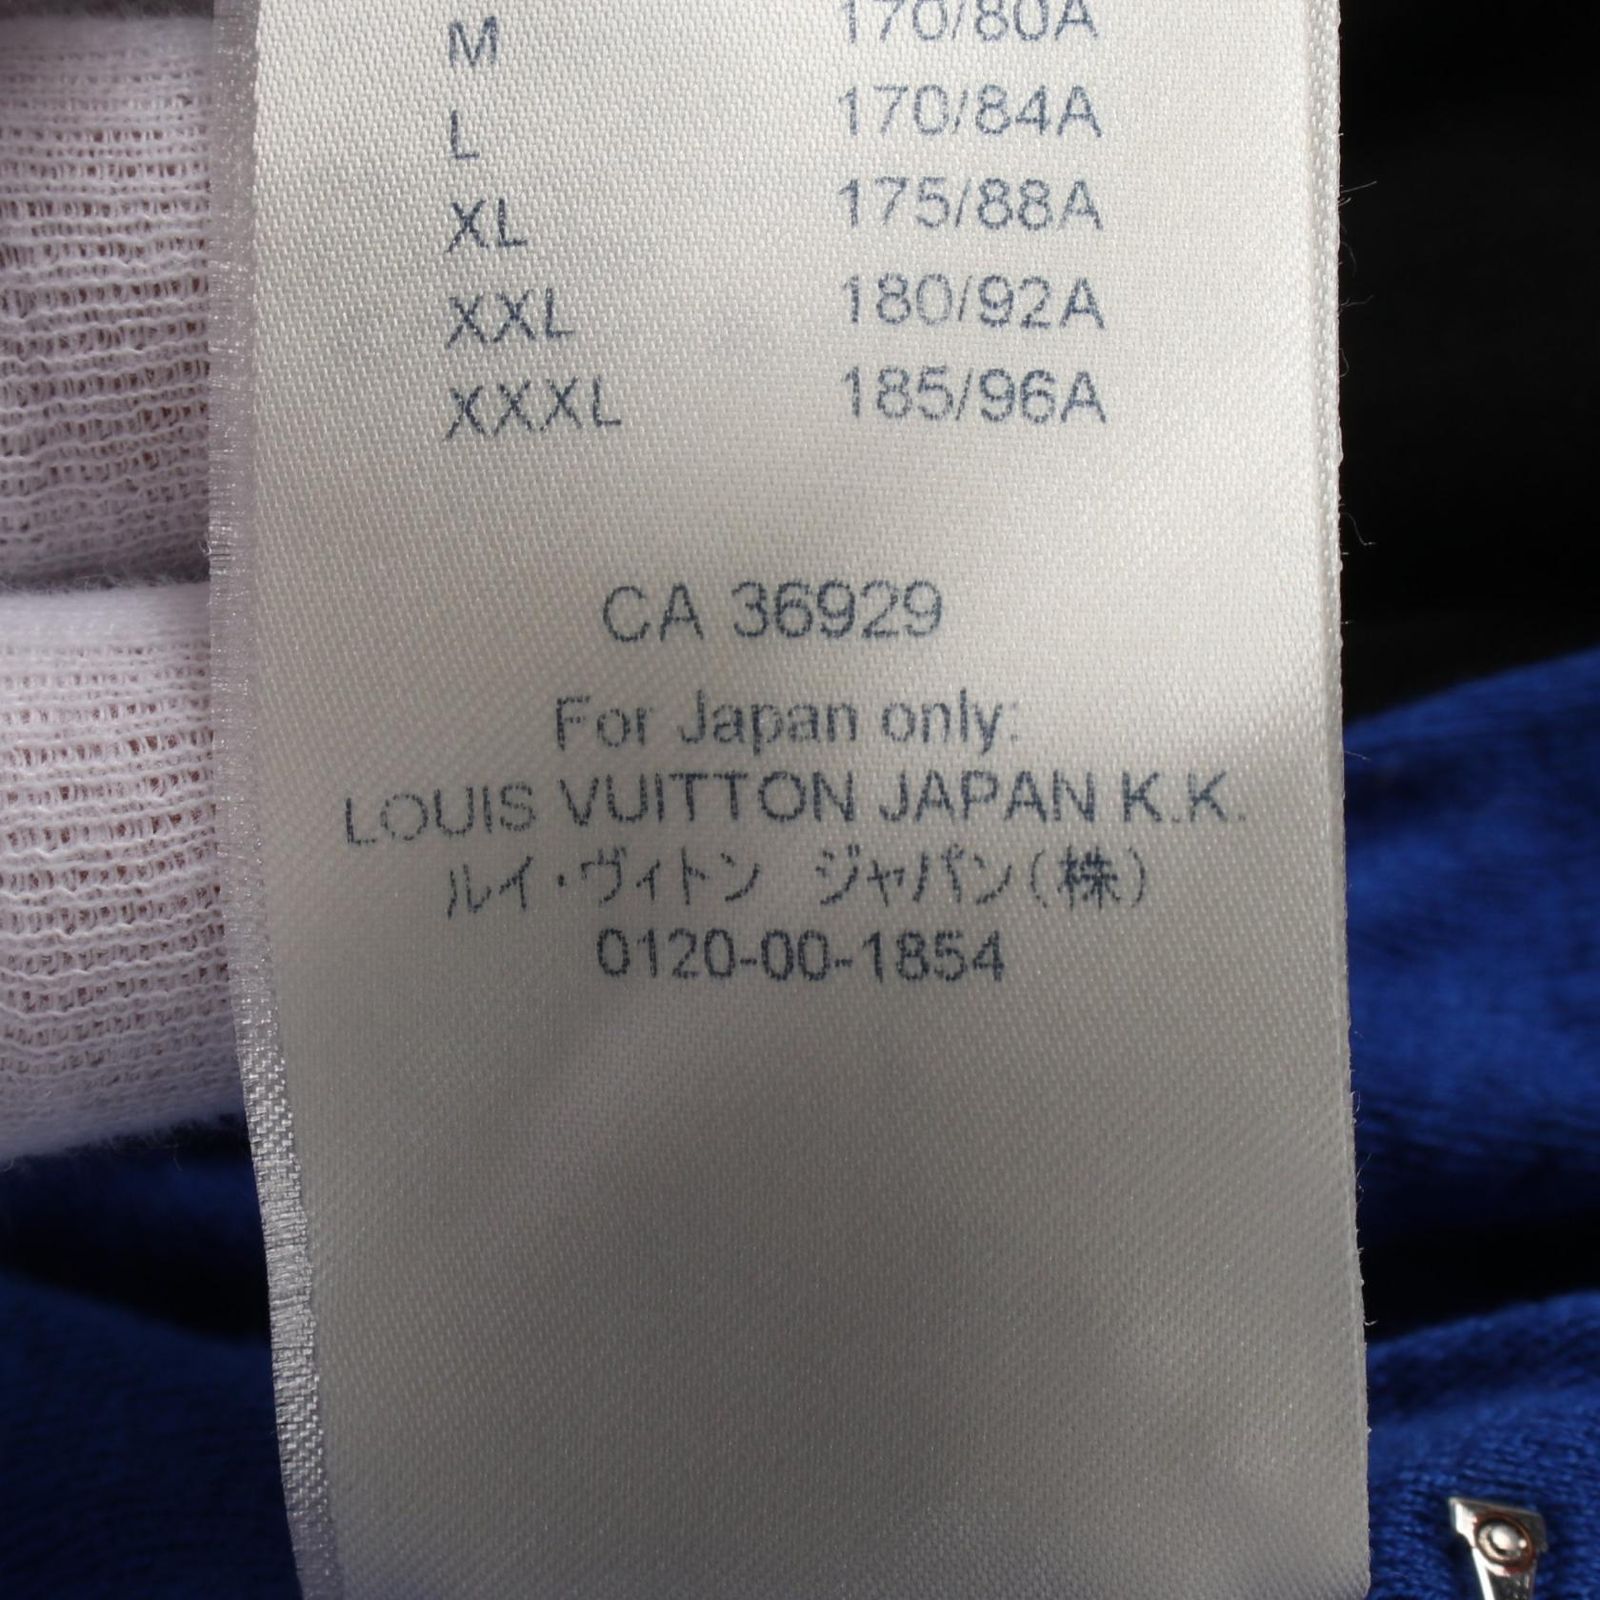 M 170/80A
L 170/84A
XL 175/88A
XXL 180/92A
XXXL 185/96A
CA 36929
For Japan only:
LOUIS VUITTON JAPAN K.K.
ルイ・ヴィトン ジャパン(株)
0120-00-1854